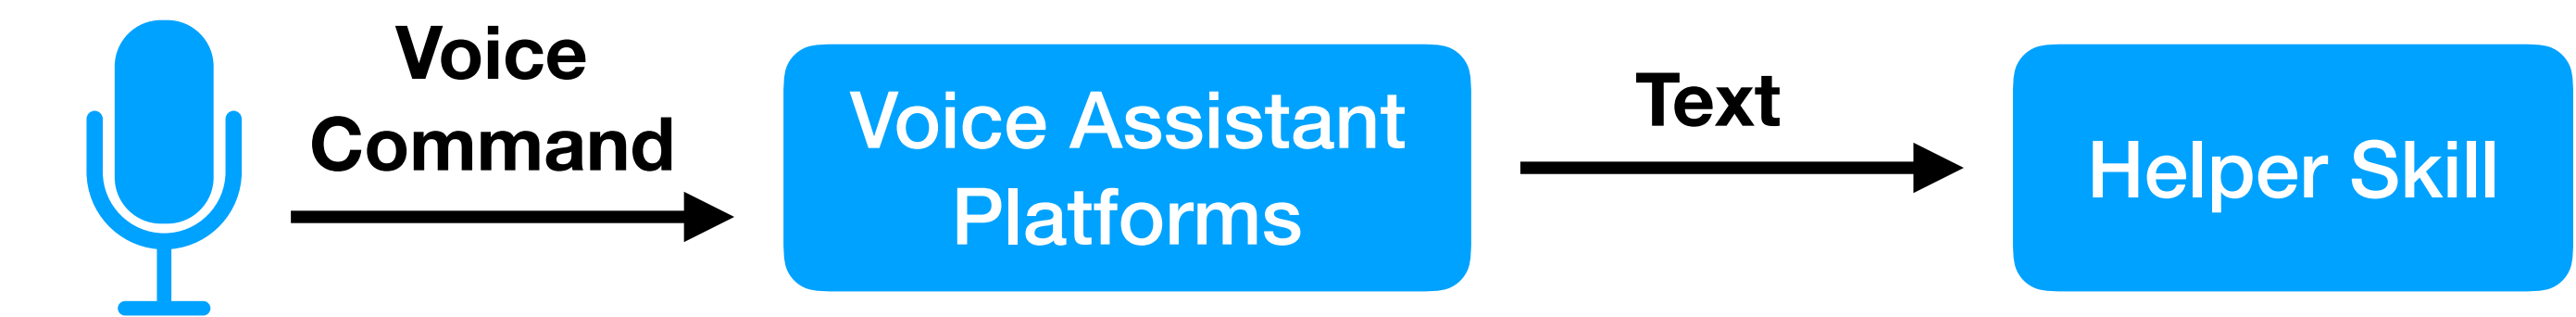 Voice
Command
Voice Assistant
Platforms
Text
Helper Skill